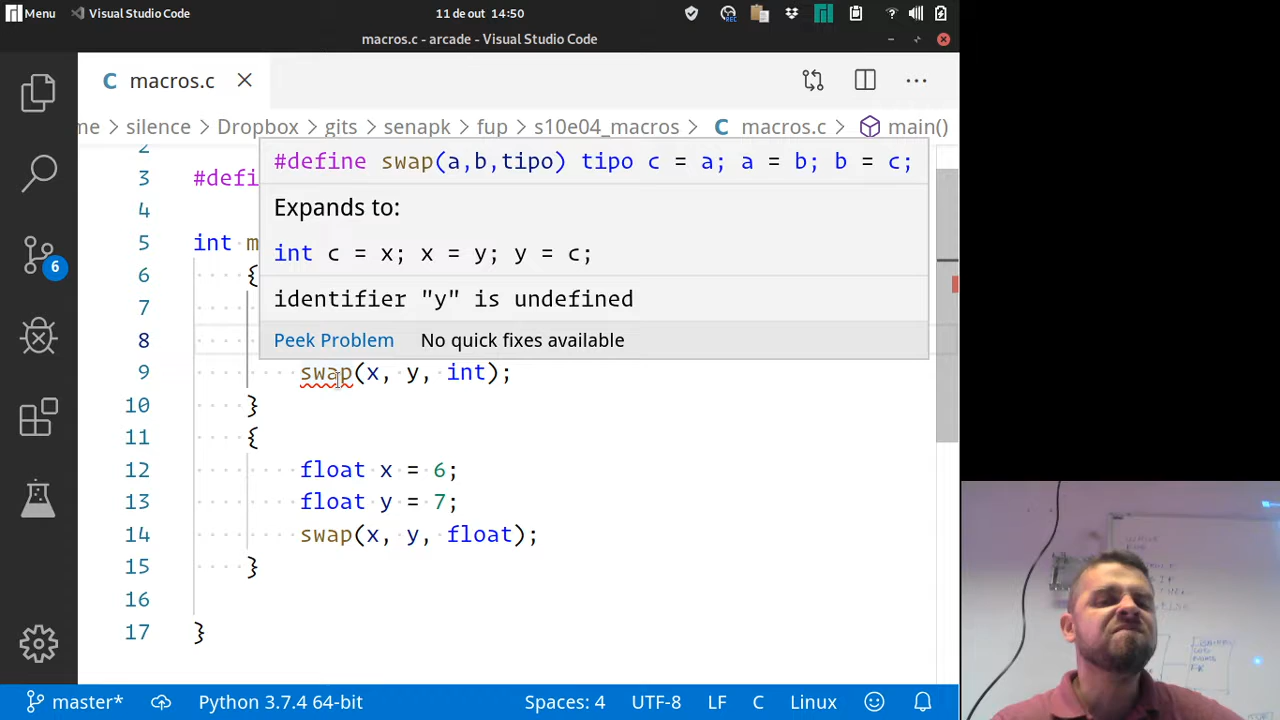 Menu Visual Studio Code 11 de out 14:50
macros.c - arcade - Visual Studio Code
C macros.c
me > silence > Dropbox > gits > senapk > fup > s10e04_macros > C macros.c > main()
2
#define swap(a,b,tipo) tipo c = a; a = b; b = c;
3 #defi
4
Expands to:
5 int m
int c = x; x = y; y = c;
6 {
identifier "y" is undefined
7
8
Peek Problem No quick fixes available
9 swap(x, y, int);
10 }
11 {
12 float x = 6;
13 float y = 7;
14 swap(x, y, float);
15 }
16
17 }
6
REC
master* Python 3.7.4 64-bit Spaces: 4 UTF-8 LF C Linux